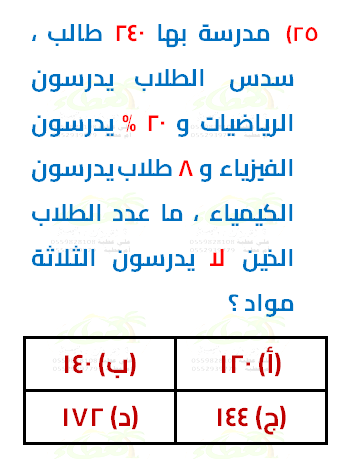 ٢٥) مدرسة بها ٢٤٠ طالب ،
سدس الطلاب يدرسون
الرياضيات و ٢٠ % يدرسون
الفيزياء و ٨ طلاب يدرسون
الكيمياء ، ما عدد الطلاب
الذين لا يدرسون الثلاثة
مواد ؟
(أ) ١٢٠ (ب) ١٤٠
(ج) ١٤٤ (د) ١٧٢